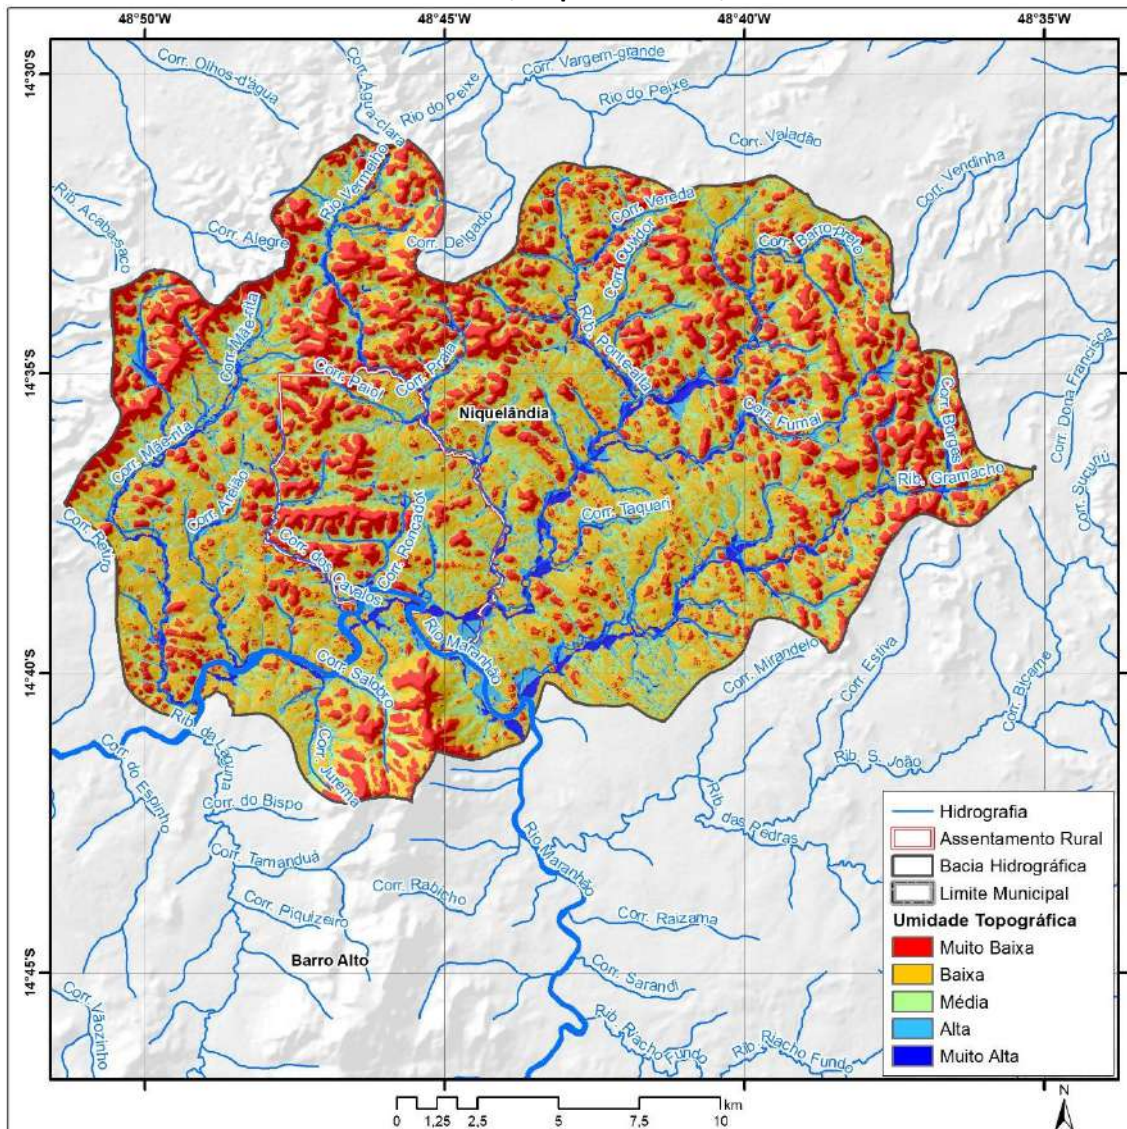 48°50'W
48°45'W
48°40'W
48°35'W
14°30'S
14°35'S
14°40'S
14°45'S
Corr. Olhos-d'água
Corr. Água-clara
Rio do Peixe
Corr. Vargem-grande
Rio do Peixe
Corr. Valadão
Corr. Vendinha
Rib. Acaba-saco
Corr. Alegre
Rio Vermelho
Corr. Delgado
Corr. Vereda
Corr. Ouvidor
Corr. Barro-preto
Corr. Mãe-rita
Rib. Ponte-alta
Corr. Dona Francisca
Corr. Paiol
Corr. Piraia
Niquelândia
Corr. Fumal
Corr. Borges
Corr. Mãe-rita
Corr. Areião
Rib. Gramacho
Corr. Sucuriú
Corr. Retiro
Corr. Roncador
Corr. Taquari
Corr. dos Cavalos
Rio Maranhão
Corr. Salobro
Corr. Mirandelo
Corr. Estiva
Corr. Bicame
Rib. da Laguna
Corr. Jurema
Corr. do Espinho
Corr. do Bispo
Rib. S. João
Rib. das Pedras
Corr. Tamanduá
Rio Maranhão
Corr. Rabicho
Corr. Piquizeiro
Corr. Raizama
Barro Alto
Corr. Sarandi
Corr. Vãozinho
Rib. Riacho Fundo
Rib. Riacho Fundo
Hidrografia
Assentamento Rural
Bacia Hidrográfica
Limite Municipal
Umidade Topográfica
Muito Baixa
Baixa
Média
Alta
Muito Alta
km
0 1,25 2,5 5 7,5 10
N